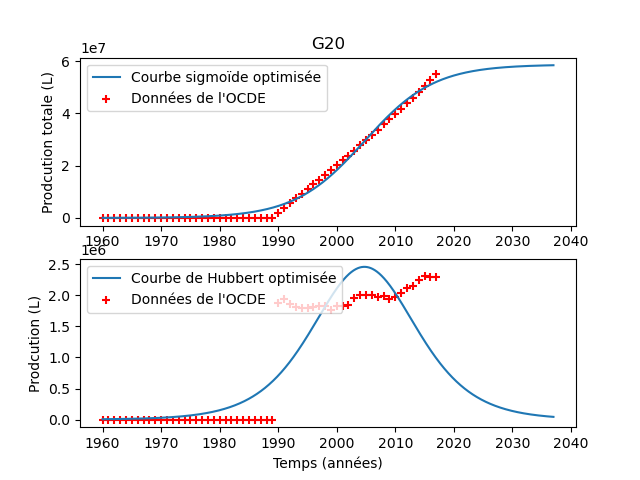 G20
1e7
Prodcution totale (L)
6
4
2
0
Courbe sigmoïde optimisée
Données de l'OCDE
1960 1970 1980 1990 2000 2010 2020 2030 2040
1e6
Prodcution (L)
2.5
2.0
1.5
1.0
0.5
0.0
Courbe de Hubbert optimisée
Données de l'OCDE
1960 1970 1980 1990 2000 2010 2020 2030 2040
Temps (années)